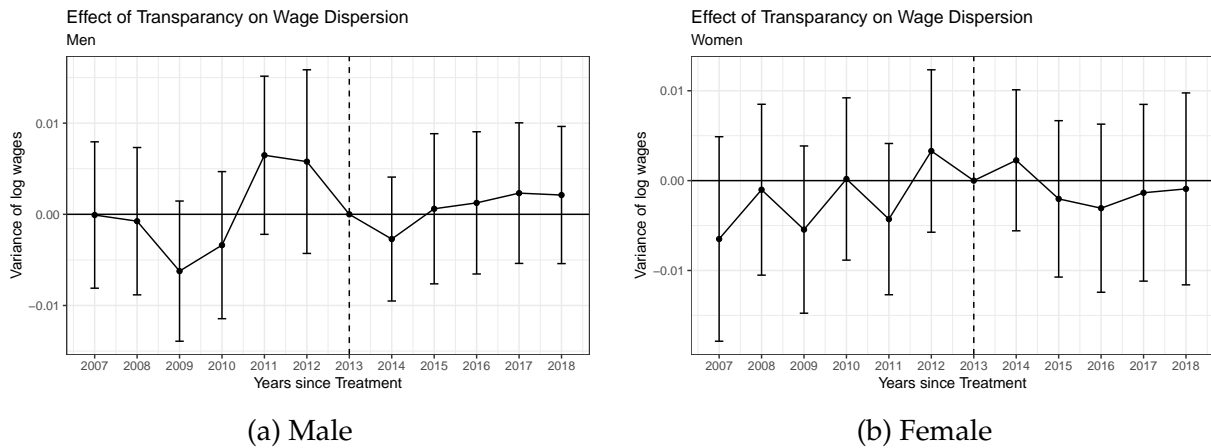 Effect of Transparancy on Wage Dispersion
Men
Variance of log wages
0.01
0.00
−0.01
2007 2008 2009 2010 2011 2012 2013 2014 2015 2016 2017 2018
Years since Treatment
(a) Male
Effect of Transparancy on Wage Dispersion
Women
Variance of log wages
0.01
0.00
−0.01
2007 2008 2009 2010 2011 2012 2013 2014 2015 2016 2017 2018
Years since Treatment
(b) Female